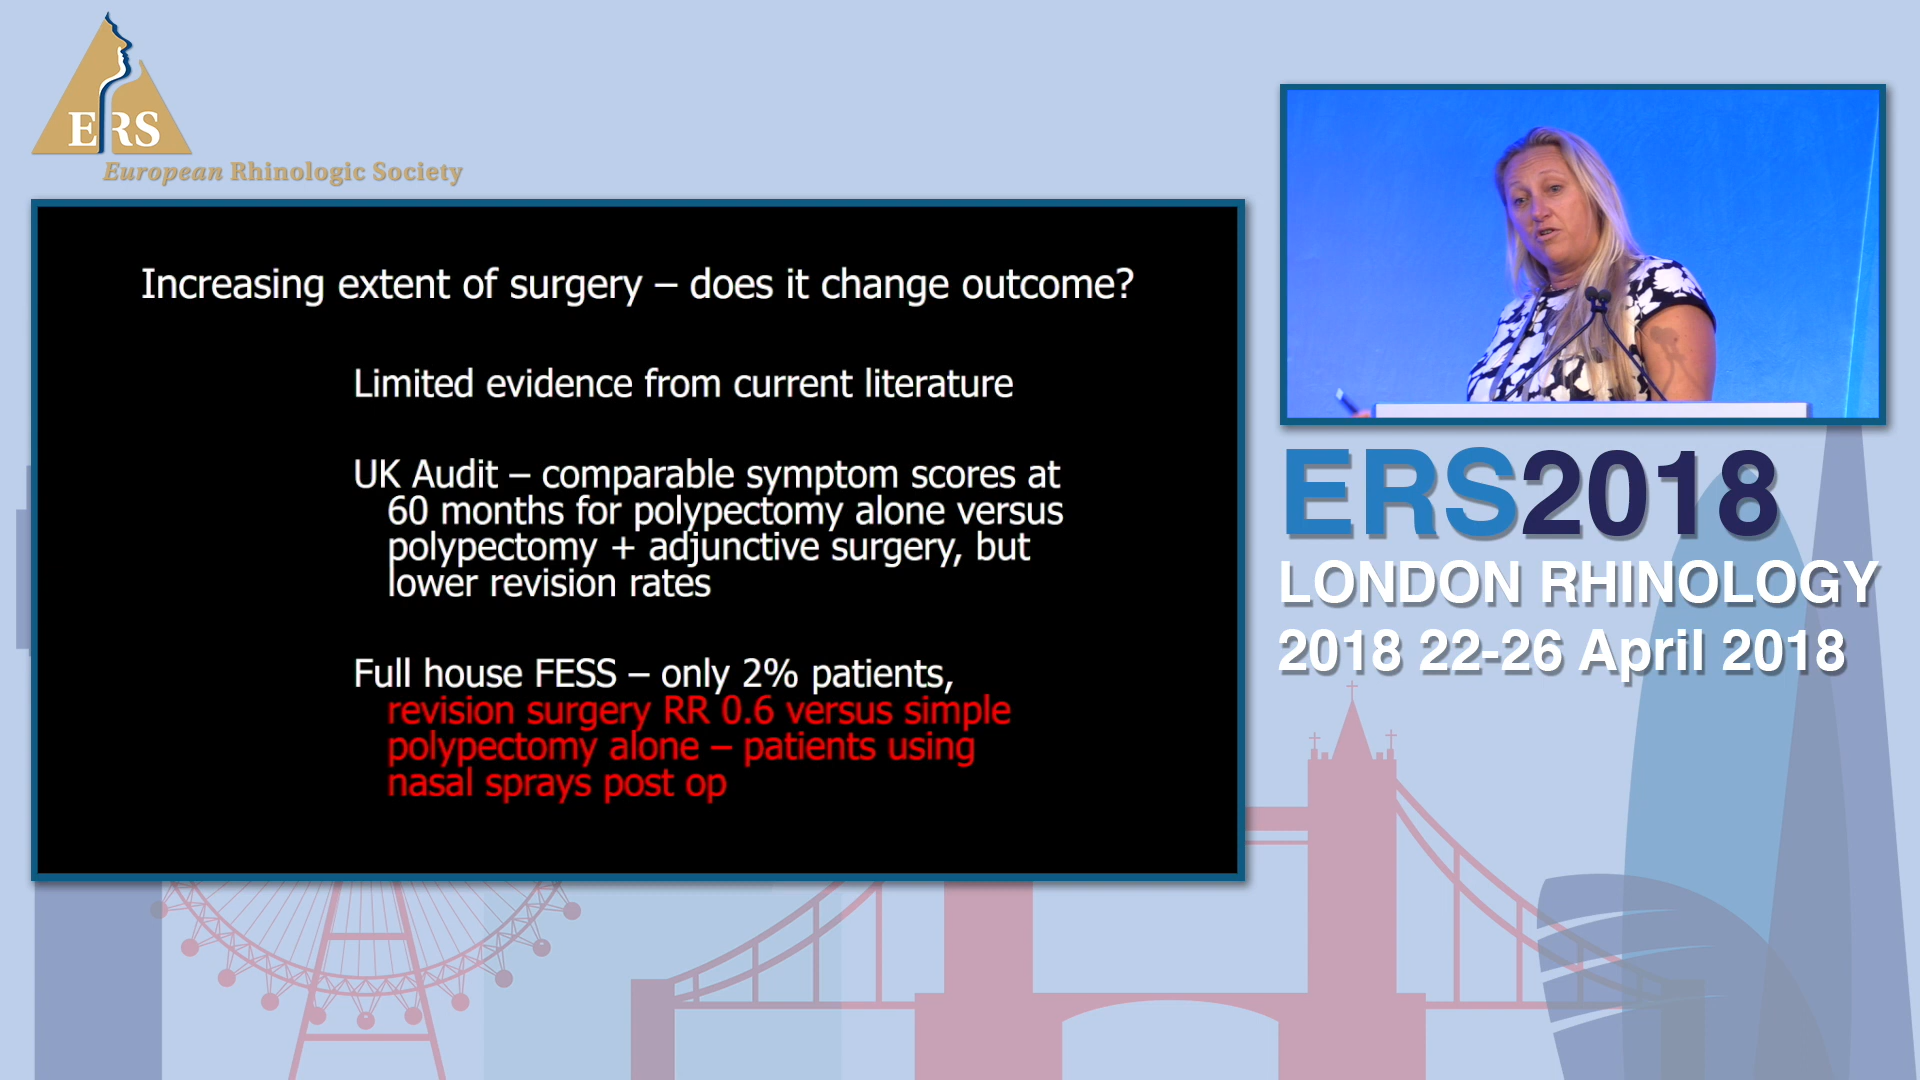 ERS
European Rhinologic Society
Increasing extent of surgery – does it change outcome?
Limited evidence from current literature
UK Audit – comparable symptom scores at
60 months for polypectomy alone versus
polypectomy + adjunctive surgery, but
lower revision rates
Full house FESS – only 2% patients,
revision surgery RR 0.6 versus simple
polypectomy alone – patients using
nasal sprays post op
ERS2018
LONDON RHINOLOGY
2018 22-26 April 2018